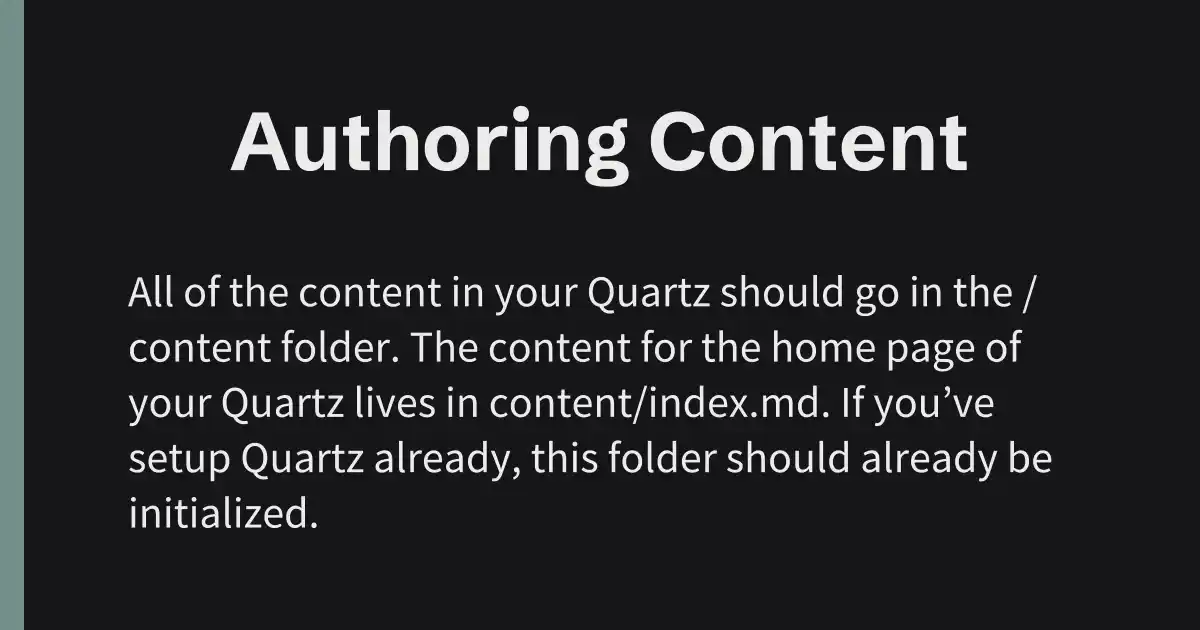 Authoring Content
All of the content in your Quartz should go in the /
content folder. The content for the home page of
your Quartz lives in content/index.md. If you’ve
setup Quartz already, this folder should already be
initialized.